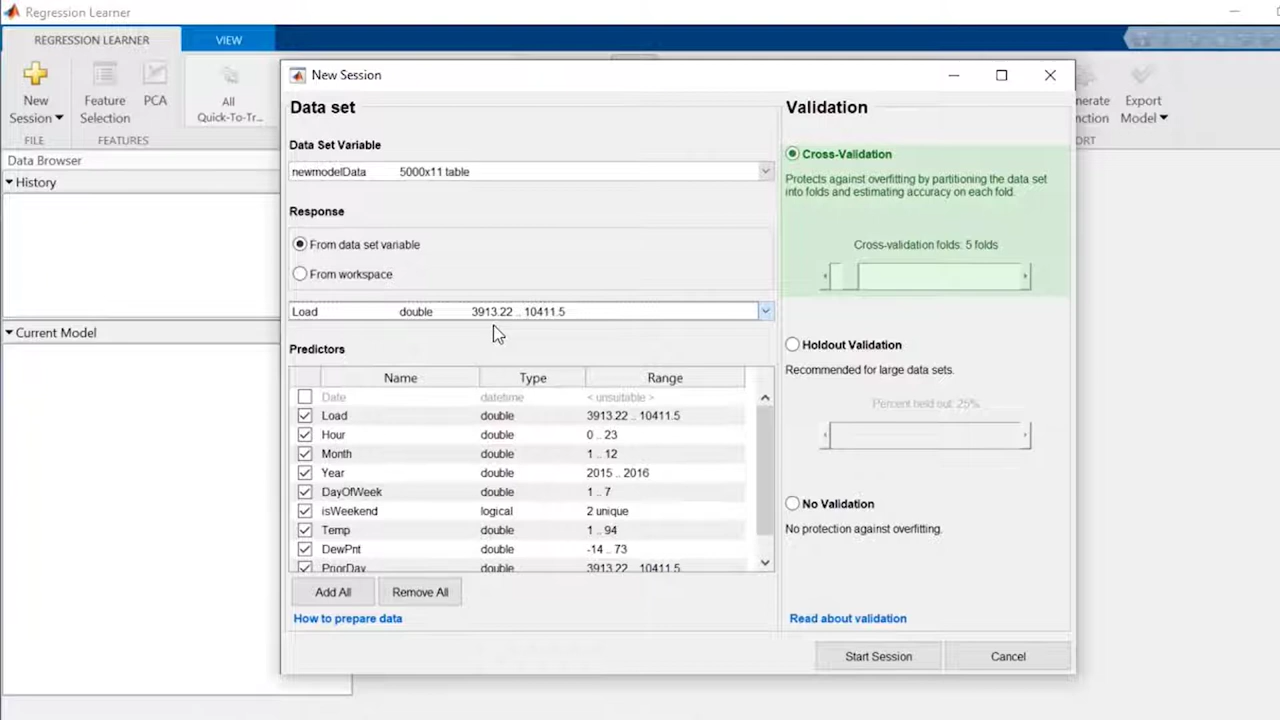 Regression Learner
REGRESSION LEARNER
VIEW
New
Session
Feature
Selection
PCA
All
Quick-To-Tr...
nerate
nction
Export
Model
FILE
FEATURES
ORT
Data Browser
History
Current Model
New Session
Data set
Data Set Variable
newmodelData 5000x11 table
Response
From data set variable
From workspace
Load double 3913.22 .. 10411.5
Predictors
Name Type Range
Date datetime < unsuitable >
Load double 3913.22 .. 10411.5
Hour double 0 .. 23
Month double 1 .. 12
Year double 2015 .. 2016
DayOfWeek double 1 .. 7
isWeekend logical 2 unique
Temp double 1 .. 94
DewPnt double -14 .. 73
PriorDay double 3913.22 .. 10411.5
Add All
Remove All
How to prepare data
Validation
Cross-Validation
Protects against overfitting by partitioning the data set
into folds and estimating accuracy on each fold.
Cross-validation folds: 5 folds
Holdout Validation
Recommended for large data sets.
Percent held out: 25%
No Validation
No protection against overfitting.
Read about validation
Start Session
Cancel